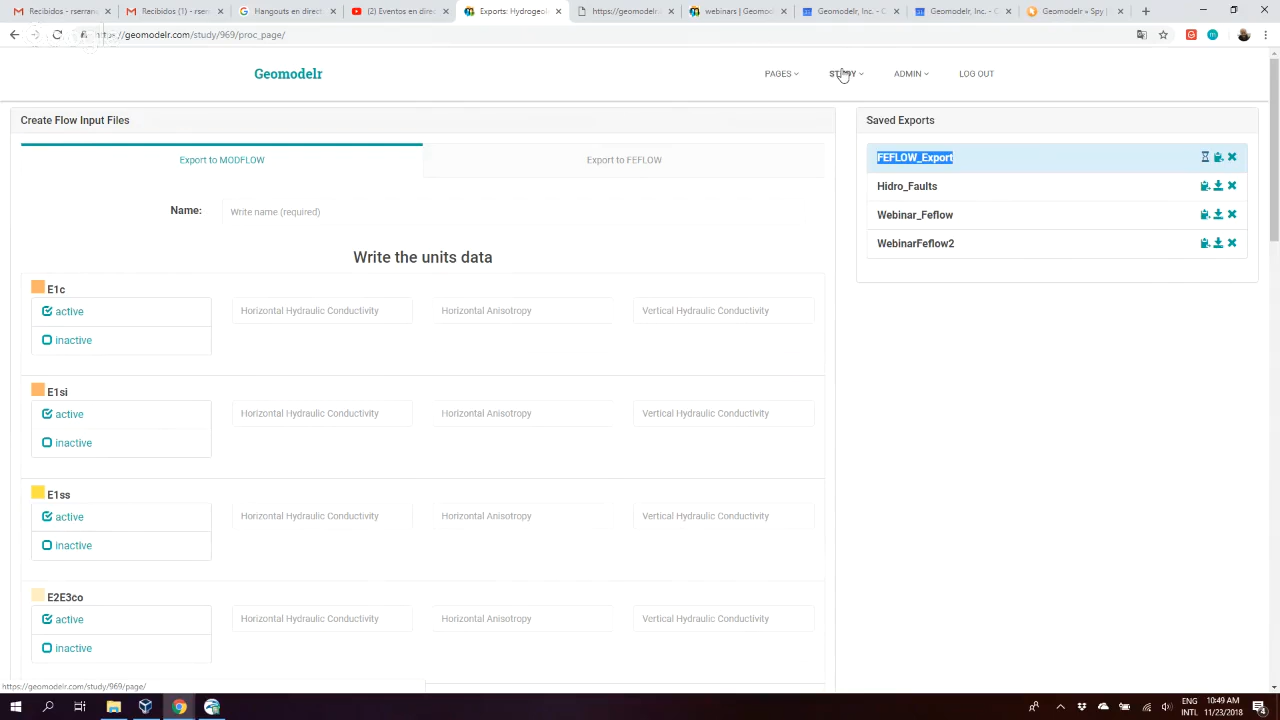 Recibidos - rserran
Recibidos (1) - rser
Hangouts de Goog
(2) Eventos en direc
Exports: Hydrogeol
https://geomodelr.
webinars | Geomod
Geomodelr, Inc. - C
Geomodelr, Inc. - C
Geomodelr • Spy |
https://geomodelr.com/study/969/proc_page/
Geomodelr
PAGES
STUDY
ADMIN
LOG OUT
Create Flow Input Files
Export to MODFLOW
Export to FEFLOW
Name:
Write name (required)
Write the units data
E1c
active
Horizontal Hydraulic Conductivity
Horizontal Anisotropy
Vertical Hydraulic Conductivity
inactive
E1si
active
Horizontal Hydraulic Conductivity
Horizontal Anisotropy
Vertical Hydraulic Conductivity
inactive
E1ss
active
Horizontal Hydraulic Conductivity
Horizontal Anisotropy
Vertical Hydraulic Conductivity
inactive
E2E3co
active
Horizontal Hydraulic Conductivity
Horizontal Anisotropy
Vertical Hydraulic Conductivity
inactive
Saved Exports
FEFLOW_Export
Hidro_Faults
Webinar_Feflow
WebinarFeflow2
https://geomodelr.com/study/969/page/
ENG
INTL
10:49 AM
11/23/2018
4